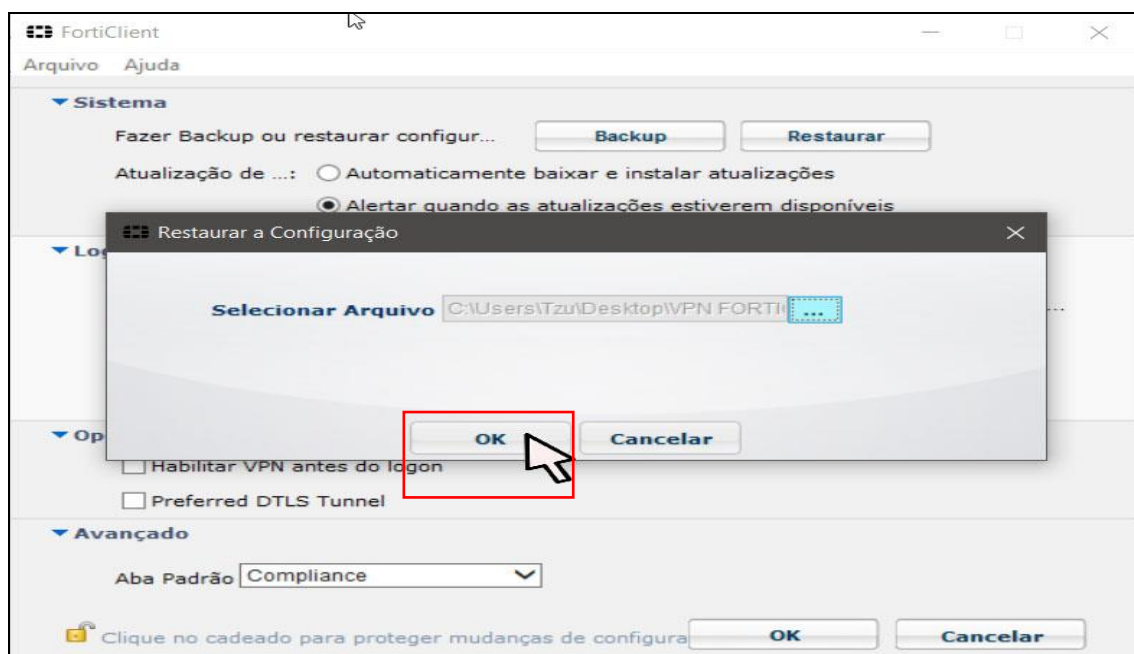 FortiClient
Arquivo Ajuda
Sistema
Fazer Backup ou restaurar configur... Backup Restaurar
Atualização de ...: Automaticamente baixar e instalar atualizações
Alertar quando as atualizações estiverem disponíveis
Restaurar a Configuração
Selecionar Arquivo C:\Users\Tzu\Desktop\VPN FORTI ... ...
OK Cancelar
Habilitar VPN antes do logon
Preferred DTLS Tunnel
Avançado
Aba Padrão Compliance
Clique no cadeado para proteger mudanças de configura OK Cancelar